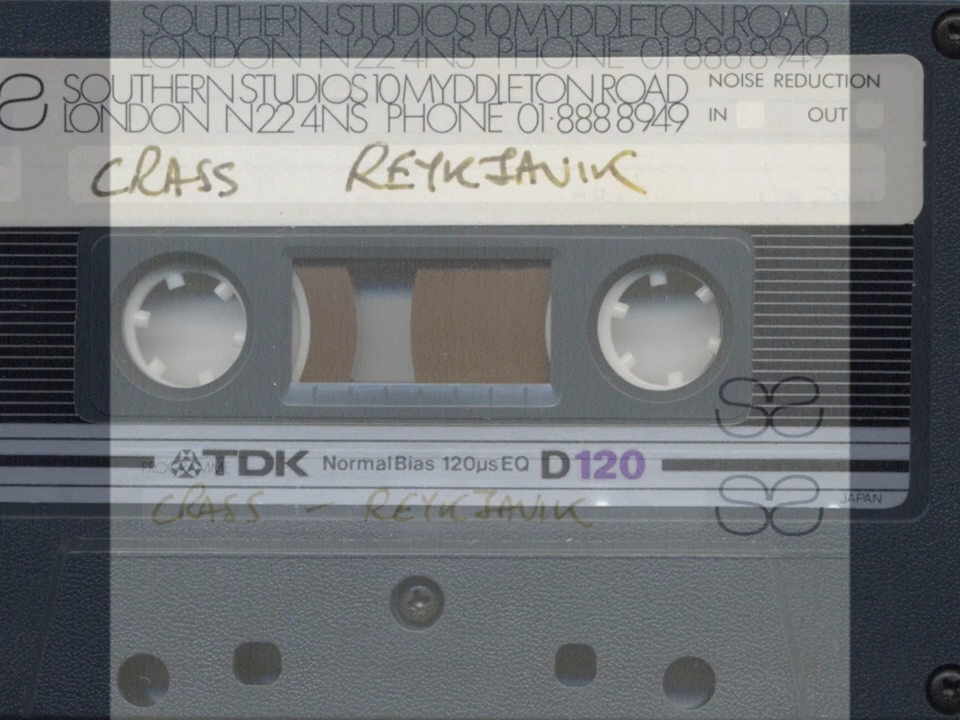 SOUTHERN STUDIOS 10 MYDDLETON ROAD
LONDON N22 4NS PHONE 01 888 8949
SOUTHERN STUDIOS 10 MYDDLETON ROAD
LONDON N22 4NS PHONE 01·888 8949
NOISE REDUCTION
IN OUT
CRASS REYKJAVIK
PROGRAMME
TDK Normal Bias 120µs EQ D120
JAPAN
CRASS - REYKJAVIK